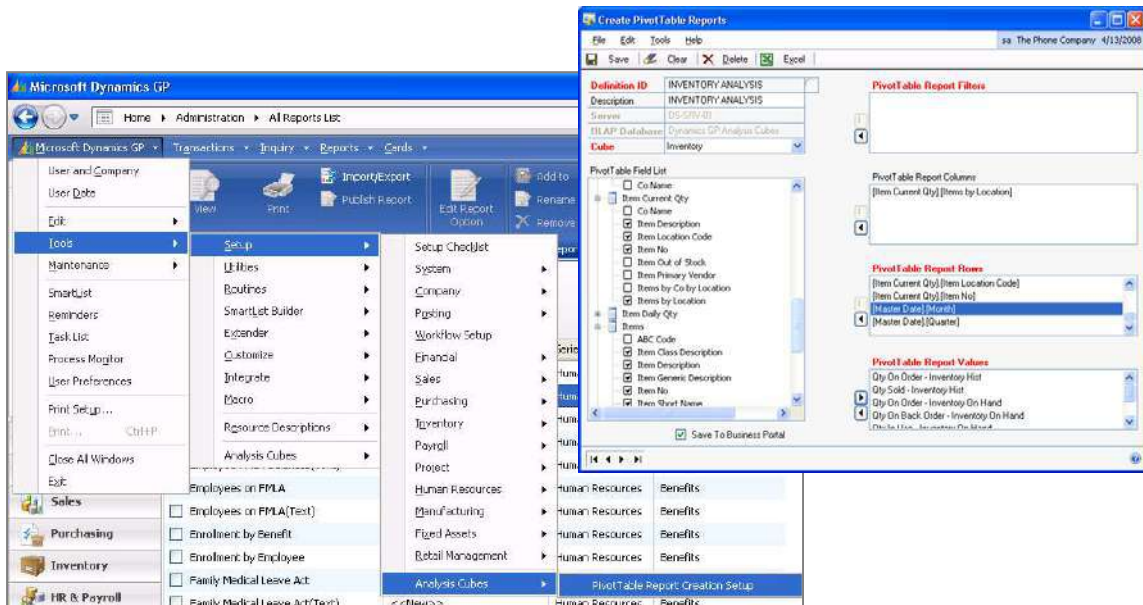 Microsoft Dynamics GP
Home Administration All Reports List
Microsoft Dynamics GP Transactions Inquiry Reports Cards
User and Company
User Date
Edit
Tools
Maintenance
SmartList
Reminders
Task List
Process Monitor
User Preferences
Print Setup...
Print... Ctrl+P
Close All Windows
Exit
View
Print
Import/Export
Publish Report
Edit Report Option
Add to
Rename
Remove
Setup
Utilities
Routines
SmartList Builder
Extender
Customize
Integrate
Macro
Resource Descriptions
Analysis Cubes
Setup Checklist
System
Company
Posting
Workflow Setup
Financial
Sales
Purchasing
Inventory
Payroll
Project
Human Resources
Manufacturing
Fixed Assets
Retail Management
Analysis Cubes
PivotTable Report Creation Setup
Sales
Purchasing
Inventory
HR & Payroll
Employees on FMLA
Employees on FMLA(Text)
Enrolment by Benefit
Enrolment by Employee
Family Medical Leave Act
Family Medical Leave Act(Text)
<<New>>
Human Resources Benefits
Human Resources Benefits
Human Resources Benefits
Human Resources Benefits
Human Resources Benefits
Create PivotTable Reports
File Edit Tools Help
sa The Phone Company 4/13/2008
Save Clear Delete Excel
Definition ID INVENTORY ANALYSIS
Description INVENTORY ANALYSIS
Server DS-SRV-01
OLAP Database Dynamics GP Analysis Cubes
Cube Inventory
PivotTable Field List
Co Name
Item Current Qty
Co Name
Item Description
Item Location Code
Item No
Item Out of Stock
Item Primary Vendor
Items by Co by Location
Items by Location
Item Daily Qty
Items
ABC Code
Item Class Description
Item Description
Item Generic Description
Item No
Item Short Name
Save To Business Portal
PivotTable Report Filters
PivotTable Report Columns
[Item Current Qty].[Items by Location]
PivotTable Report Rows
[Item Current Qty].[Item Location Code]
[Item Current Qty].[Item No]
[Master Date].[Month]
[Master Date].[Quarter]
PivotTable Report Values
Qty On Order - Inventory Hist
Qty Sold - Inventory Hist
Qty On Order - Inventory On Hand
Qty On Back Order - Inventory On Hand